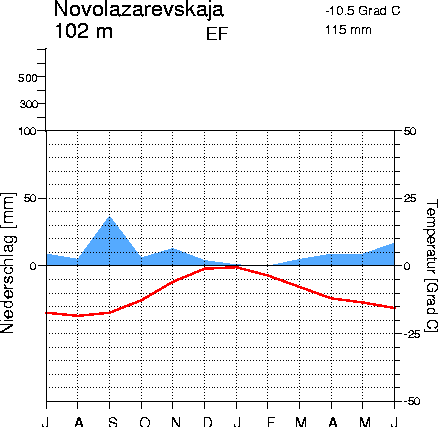 Novolazarevskaja
-10.5 Grad C
102 m
EF
115 mm
500
300
100
50
50
25
0
0
-25
-50
Niederschlag [mm]
Temperatur [Grad C]
J A S O N D J F M A M J